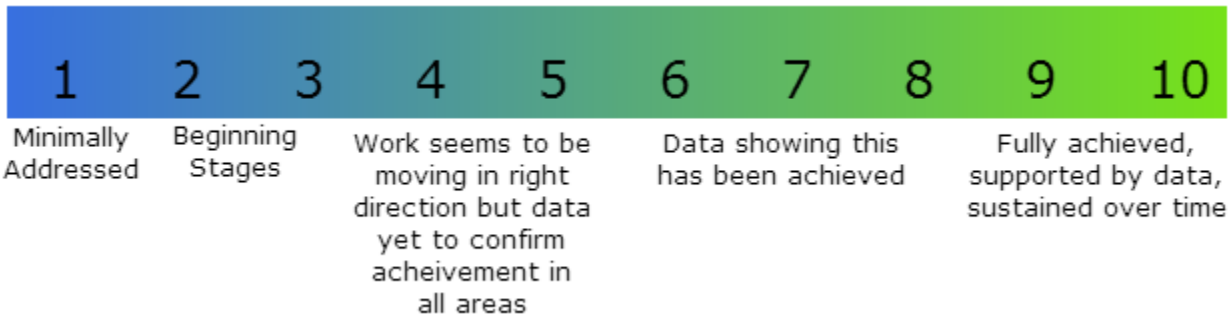 1 2 3 4 5 6 7 8 9 10
Minimally
Addressed
Beginning
Stages
Work seems to be
moving in right
direction but data
yet to confirm
acheivement in
all areas
Data showing this
has been achieved
Fully achieved,
supported by data,
sustained over time